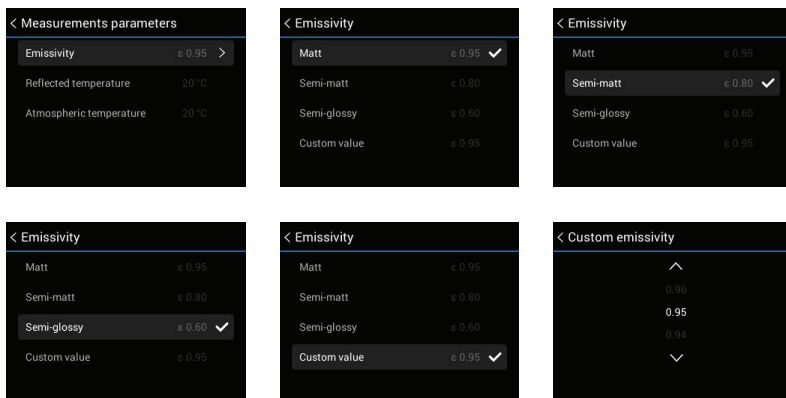 Measurements parameters
Emissivity ε 0.95
Reflected temperature 20 °C
Atmospheric temperature 20 °C
Emissivity
Matt ε 0.95
Semi-matt ε 0.80
Semi-glossy ε 0.60
Custom value ε 0.95
Emissivity
Matt ε 0.95
Semi-matt ε 0.80
Semi-glossy ε 0.60
Custom value ε 0.95
Emissivity
Matt ε 0.95
Semi-matt ε 0.80
Semi-glossy ε 0.60
Custom value ε 0.95
Emissivity
Matt ε 0.95
Semi-matt ε 0.80
Semi-glossy ε 0.60
Custom value ε 0.95
Custom emissivity
0.96
0.95
0.94